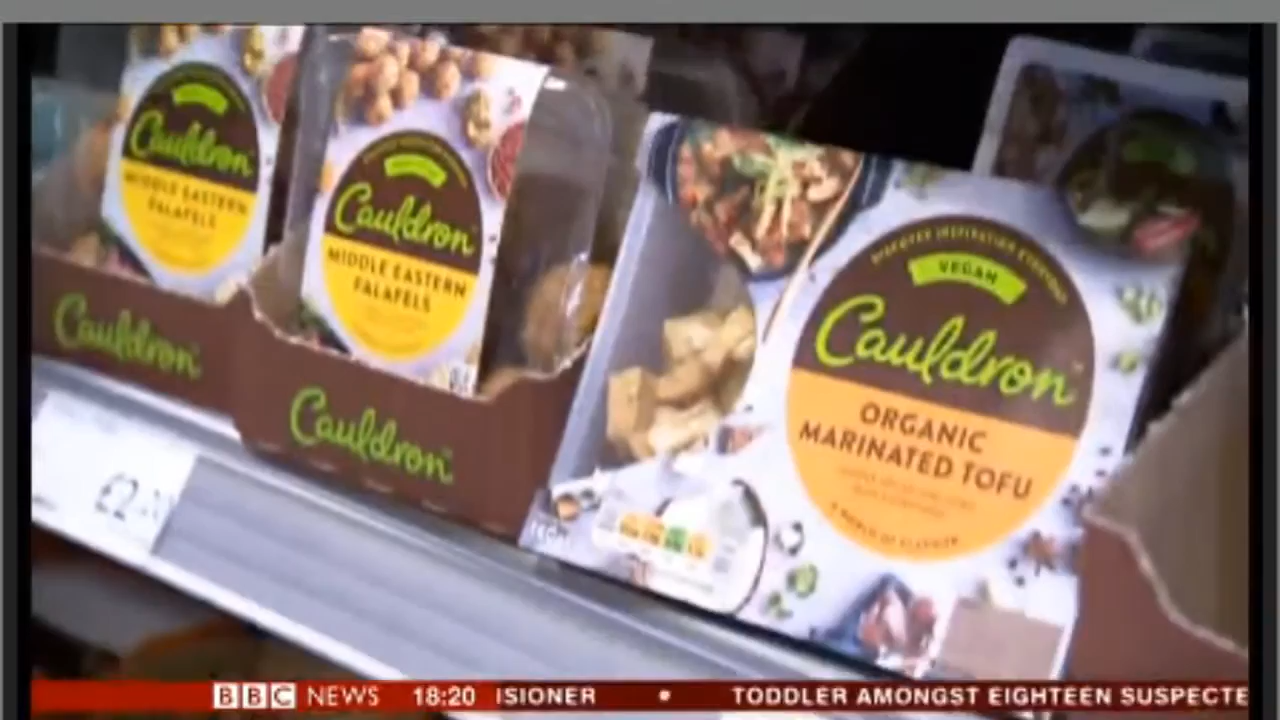 Cauldron
MIDDLE EASTERN
FALAFELS
Cauldron
MIDDLE EASTERN
FALAFELS
VEGAN
Cauldron
ORGANIC
MARINATED TOFU
Cauldron
Cauldron
£2
BBC NEWS 18:20 ISIONER • TODDLER AMONGST EIGHTEEN SUSPECTE